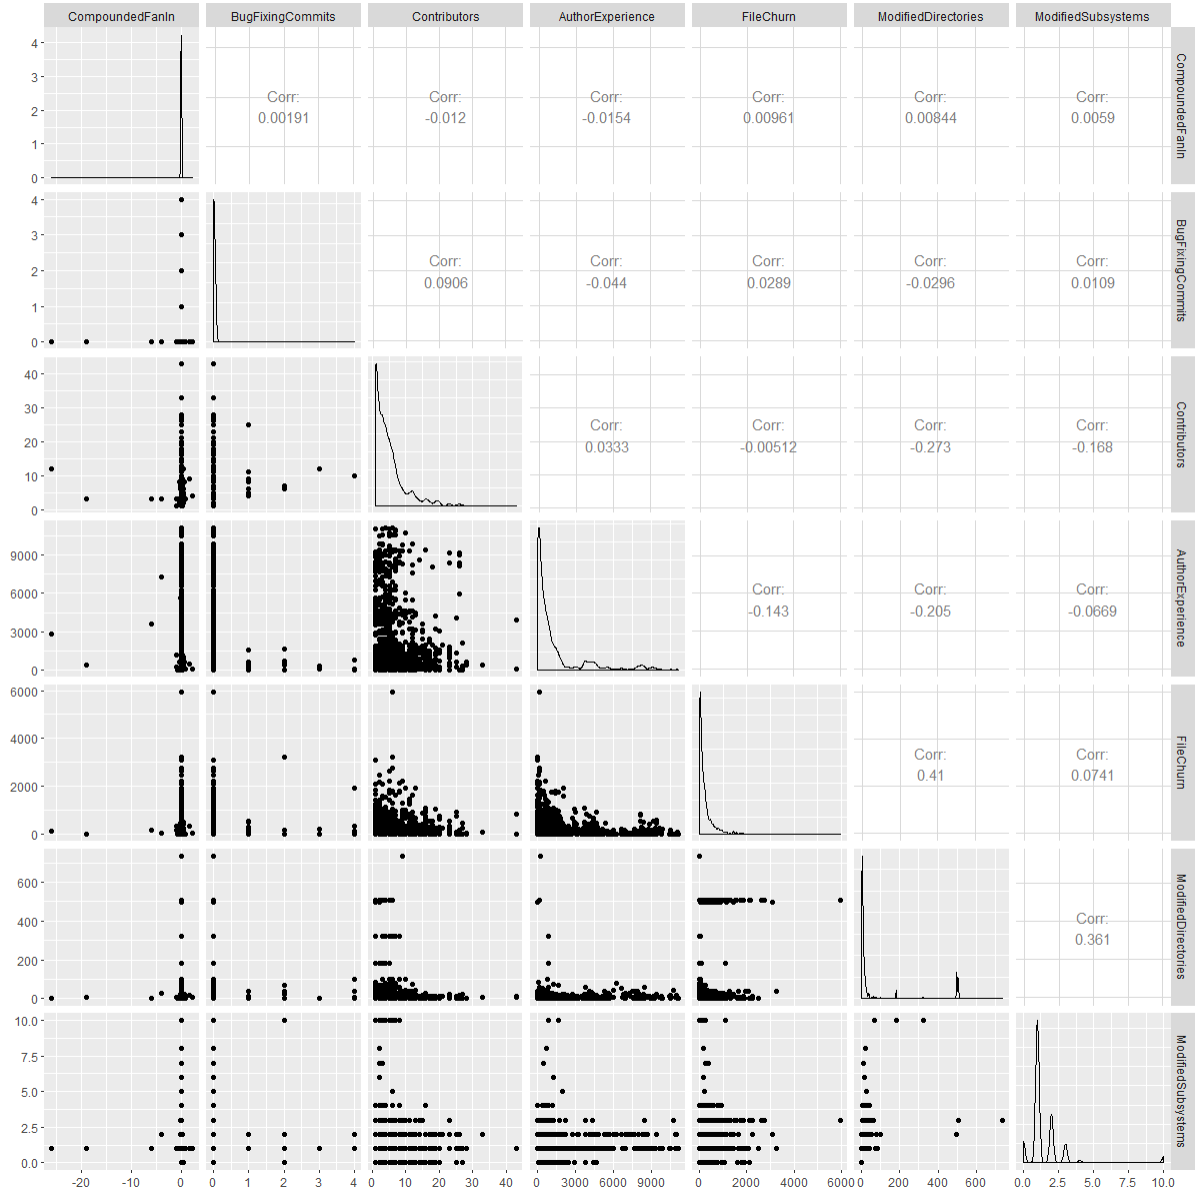 CompoundedFanIn BugFixingCommits Contributors AuthorExperience FileChurn ModifiedDirectories ModifiedSubsystems
4
3
2
1
0
Corr: Corr: Corr: Corr: Corr: Corr:
0.00191 -0.012 -0.0154 0.00961 0.00844 0.0059
CompoundedFanIn
4
3
2
1
0
Corr: Corr: Corr: Corr: Corr:
0.0906 -0.044 0.0289 -0.0296 0.0109
BugFixingCommits
40
30
20
10
0
Corr: Corr: Corr: Corr:
0.0333 -0.00512 -0.273 -0.168
Contributors
9000
6000
3000
0
Corr: Corr: Corr:
-0.143 -0.205 -0.0669
AuthorExperience
6000
4000
2000
0
Corr: Corr:
0.41 0.0741
FileChurn
600
400
200
0
Corr:
0.361
ModifiedDirectories
10.0
7.5
5.0
2.5
0.0
ModifiedSubsystems
-20 -10 0 0 1 2 3 4 0 10 20 30 40 0 3000 6000 9000 0 2000 4000 6000 0 200 400 600 0.0 2.5 5.0 7.5 10.0